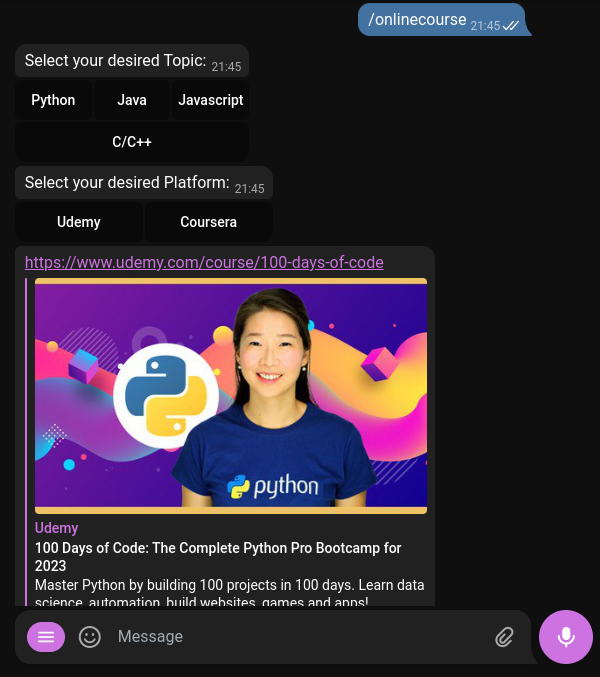 /onlinecourse 21:45
Select your desired Topic: 21:45
Python Java Javascript
C/C++
Select your desired Platform: 21:45
Udemy Coursera
https://www.udemy.com/course/100-days-of-code
python
Udemy
100 Days of Code: The Complete Python Pro Bootcamp for
2023
Master Python by building 100 projects in 100 days. Learn data
science, automation, build websites, games and apps!
Message